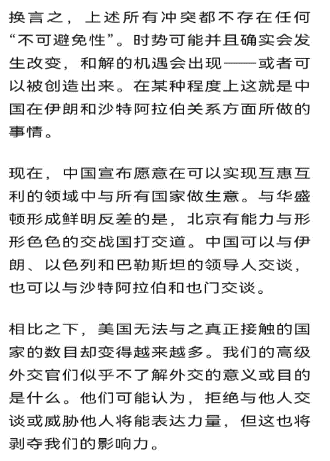 换言之，上述所有冲突都不存在任何
“不可避免性”。时势可能并且确实会发
生改变，和解的机遇会出现——或者可
以被创造出来。在某种程度上这就是中
国在伊朗和沙特阿拉伯关系方面所做的
事情。
现在，中国宣布愿意在可以实现互惠互
利的领域中与所有国家做生意。与华盛
顿形成鲜明反差的是，北京有能力与形
形色色的交战国打交道。中国可以与伊
朗、以色列和巴勒斯坦的领导人交谈，
也可以与沙特阿拉伯和也门交谈。
相比之下，美国无法与之真正接触的国
家的数目却变得越来越多。我们的高级
外交官们似乎不了解外交的意义或目的
是什么。他们可能认为，拒绝与他人交
谈或威胁他人将能表达力量，但这也将
剥夺我们的影响力。